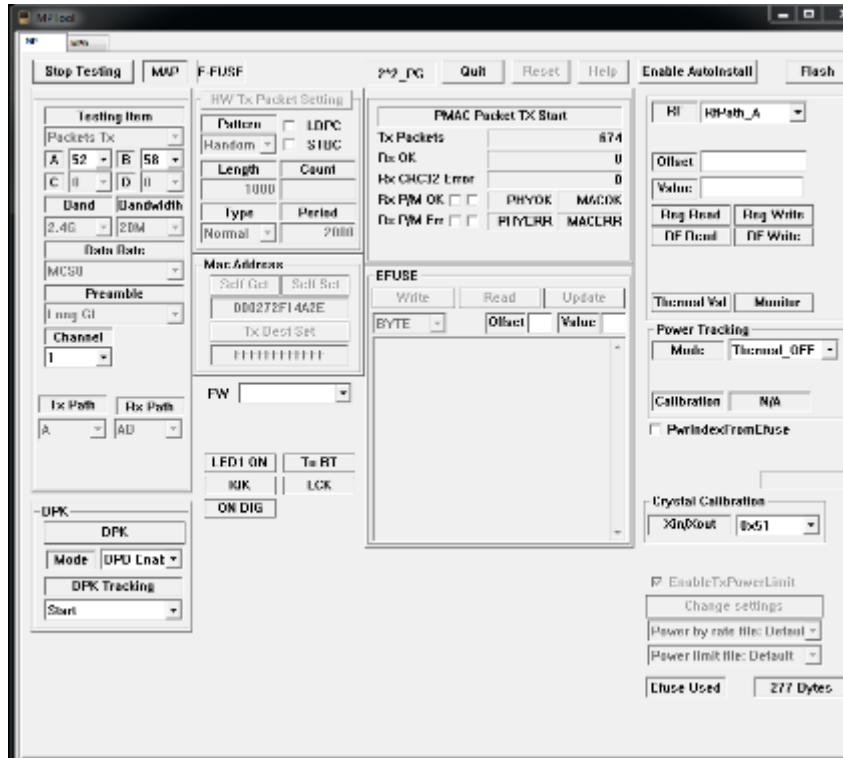 MPTool
MP
Stop Testing MAP E-FUSE 2*2_PG Quit Reset Help Enable AutoInstall Flash
Testing Item
Packets Tx
A 52 B 58
C 0 D 0
Band Bandwidth
2.4G 20M
Data Rate
MCS0
Preamble
Long GI
Channel
1
Tx Path Rx Path
A AB
DPK
DPK
Mode DPD Enab
DPK Tracking
Start
HW Tx Packet Setting
Pattern LDPC
Random STBC
Length Count
1000
Type Period
Normal 2000
Mac Address
Self Get Self Set
000272F14A2E
Tx Dest Set
FFFFFFFFFFFF
FW
LED1 ON To BT
IQK LCK
ON DIG
PMAC Packet TX Start
Tx Packets 674
Rx OK 0
Rx CRC32 Error 0
Rx P/M OK PHYOK MACOK
Rx P/M Err PHYERR MACERR
EFUSE
Write Read Update
BYTE Offset Value
RF RfPath_A
Offset
Value
Reg Read Reg Write
RF Read RF Write
Thermal Val Monitor
Power Tracking
Mode Thermal_OFF
Calibration N/A
PwrIndexFromEfuse
Crystal Calibration
Xin/Xout 0x51
EnableTxPowerLimit
Change settings
Power by rate file: Defaul
Power limit file: Default
Efuse Used 277 Bytes